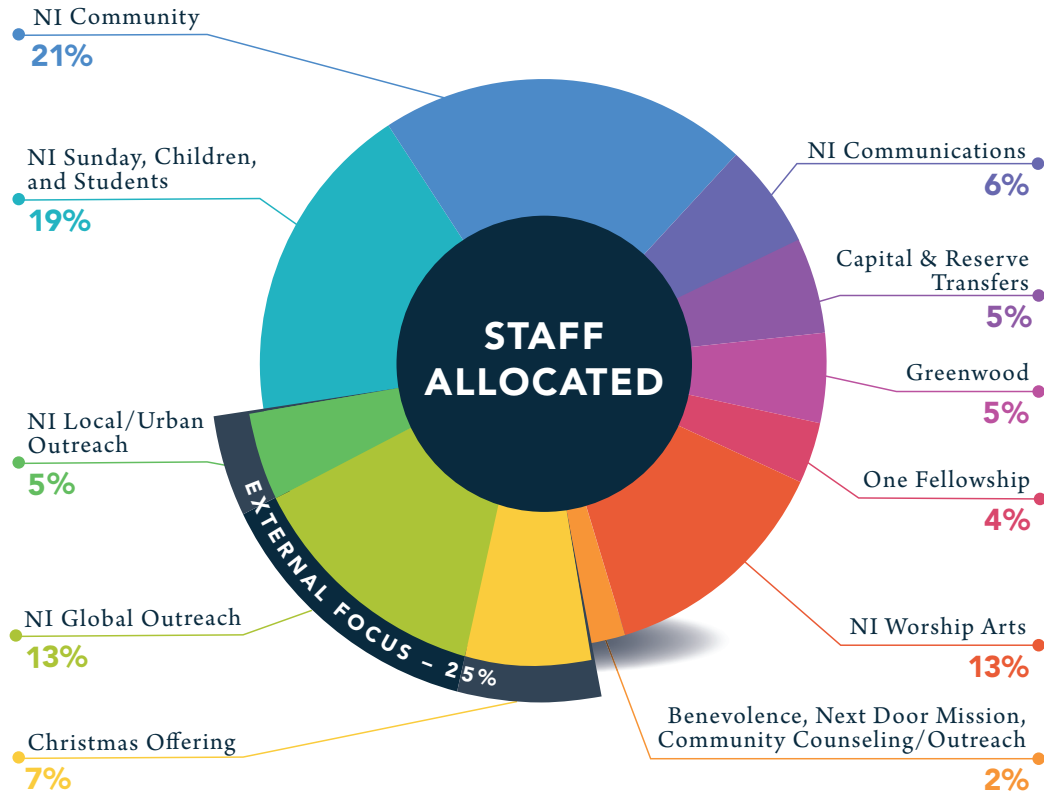 NI Community
21%
NI Sunday, Children,
and Students
19%
NI Local/Urban
Outreach
5%
NI Global Outreach
13%
Christmas Offering
7%
EXTERNAL FOCUS – 25%
STAFF
ALLOCATED
NI Communications
6%
Capital & Reserve
Transfers
5%
Greenwood
5%
One Fellowship
4%
NI Worship Arts
13%
Benevolence, Next Door Mission,
Community Counseling/Outreach
2%